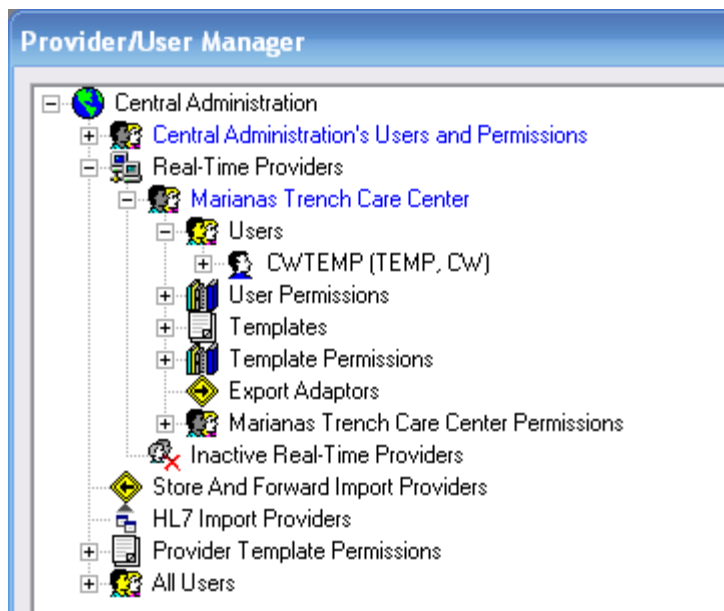 Provider/User Manager
Central Administration
Central Administration's Users and Permissions
Real-Time Providers
Marianas Trench Care Center
Users
CWTEMP (TEMP, CW)
User Permissions
Templates
Template Permissions
Export Adaptors
Marianas Trench Care Center Permissions
Inactive Real-Time Providers
Store And Forward Import Providers
HL7 Import Providers
Provider Template Permissions
All Users